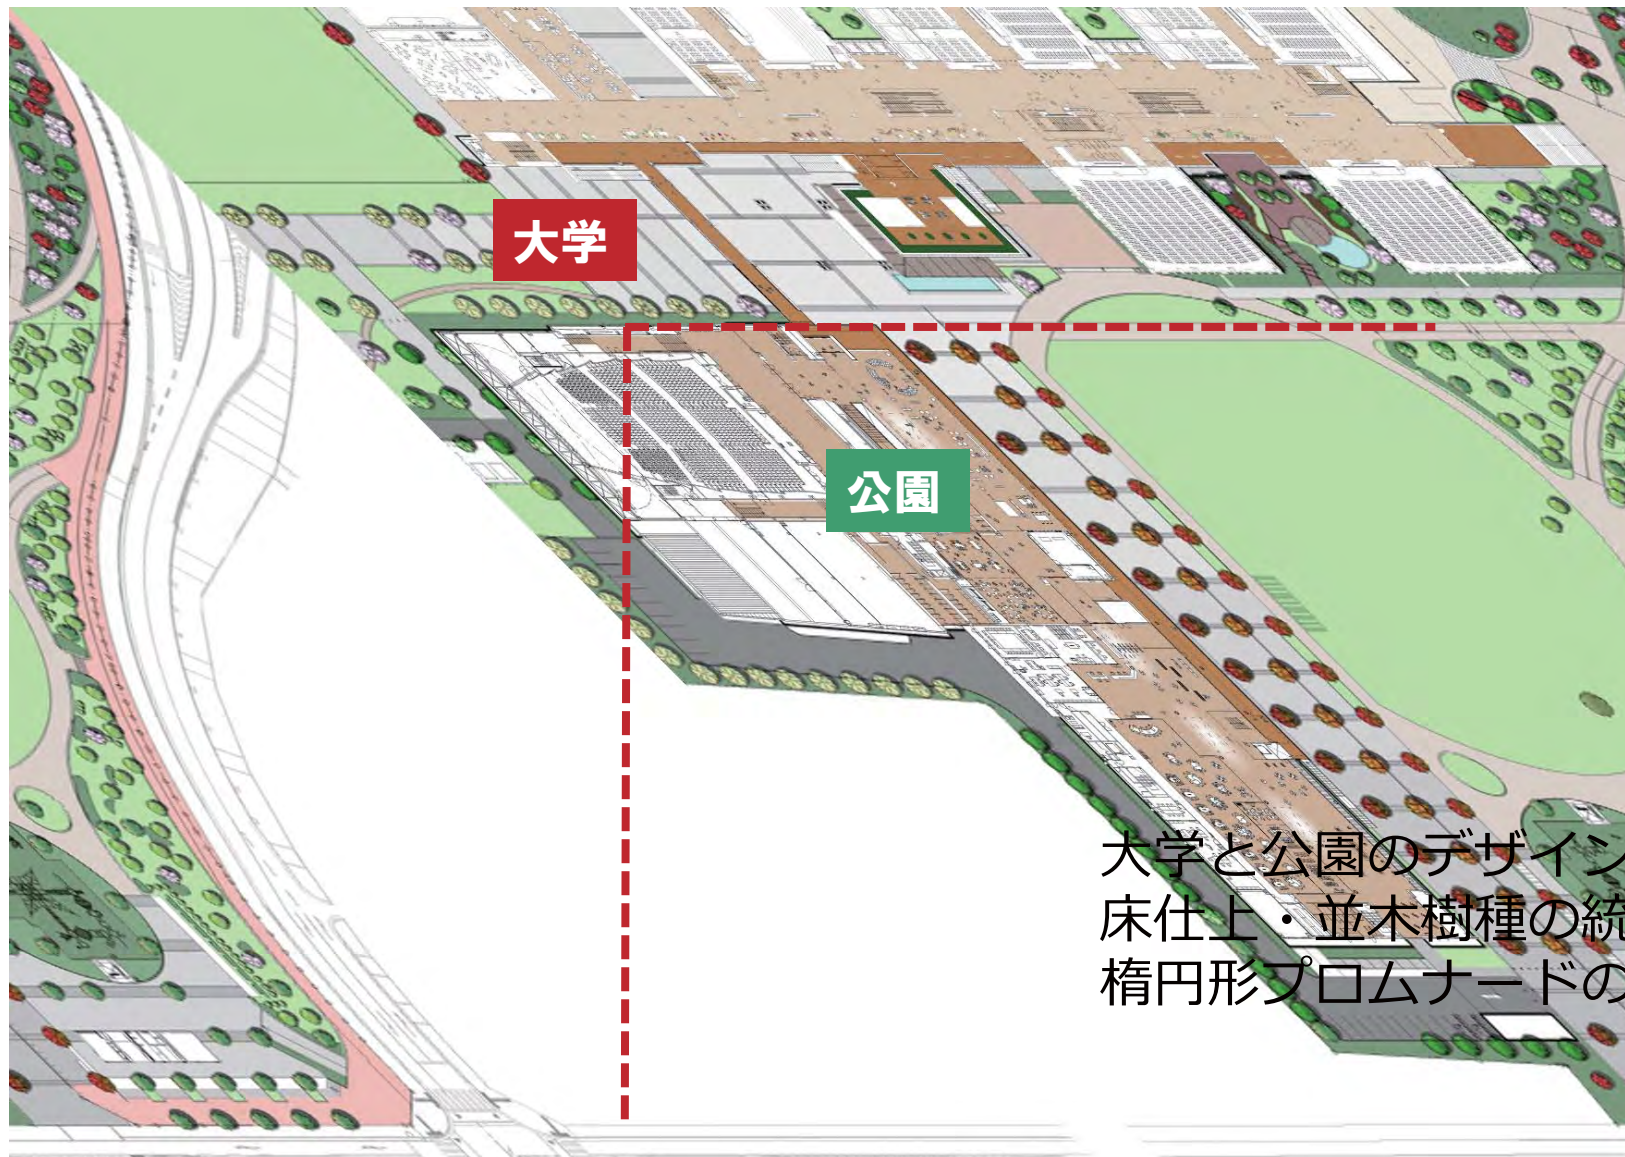 大学
公園
大学と公園のデザイン
床仕上・並木樹種の統
楕円形プロムナードの